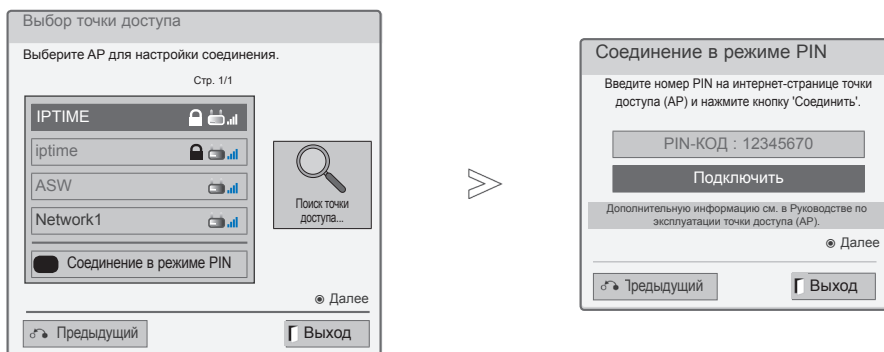 Выбор точки доступа
Выберите AP для настройки соединения.
Стр. 1/1
IPTIME
iptime
ASW
Network1
Соединение в режиме PIN
Поиск точки
доступа...
Далее
Предыдущий
Выход
Соединение в режиме PIN
Введите номер PIN на интернет-странице точки
доступа (AP) и нажмите кнопку 'Соединить'.
PIN-КОД : 12345670
Подключить
Дополнительную информацию см. в Руководстве по
эксплуатации точки доступа (AP).
Далее
Предыдущий
Выход